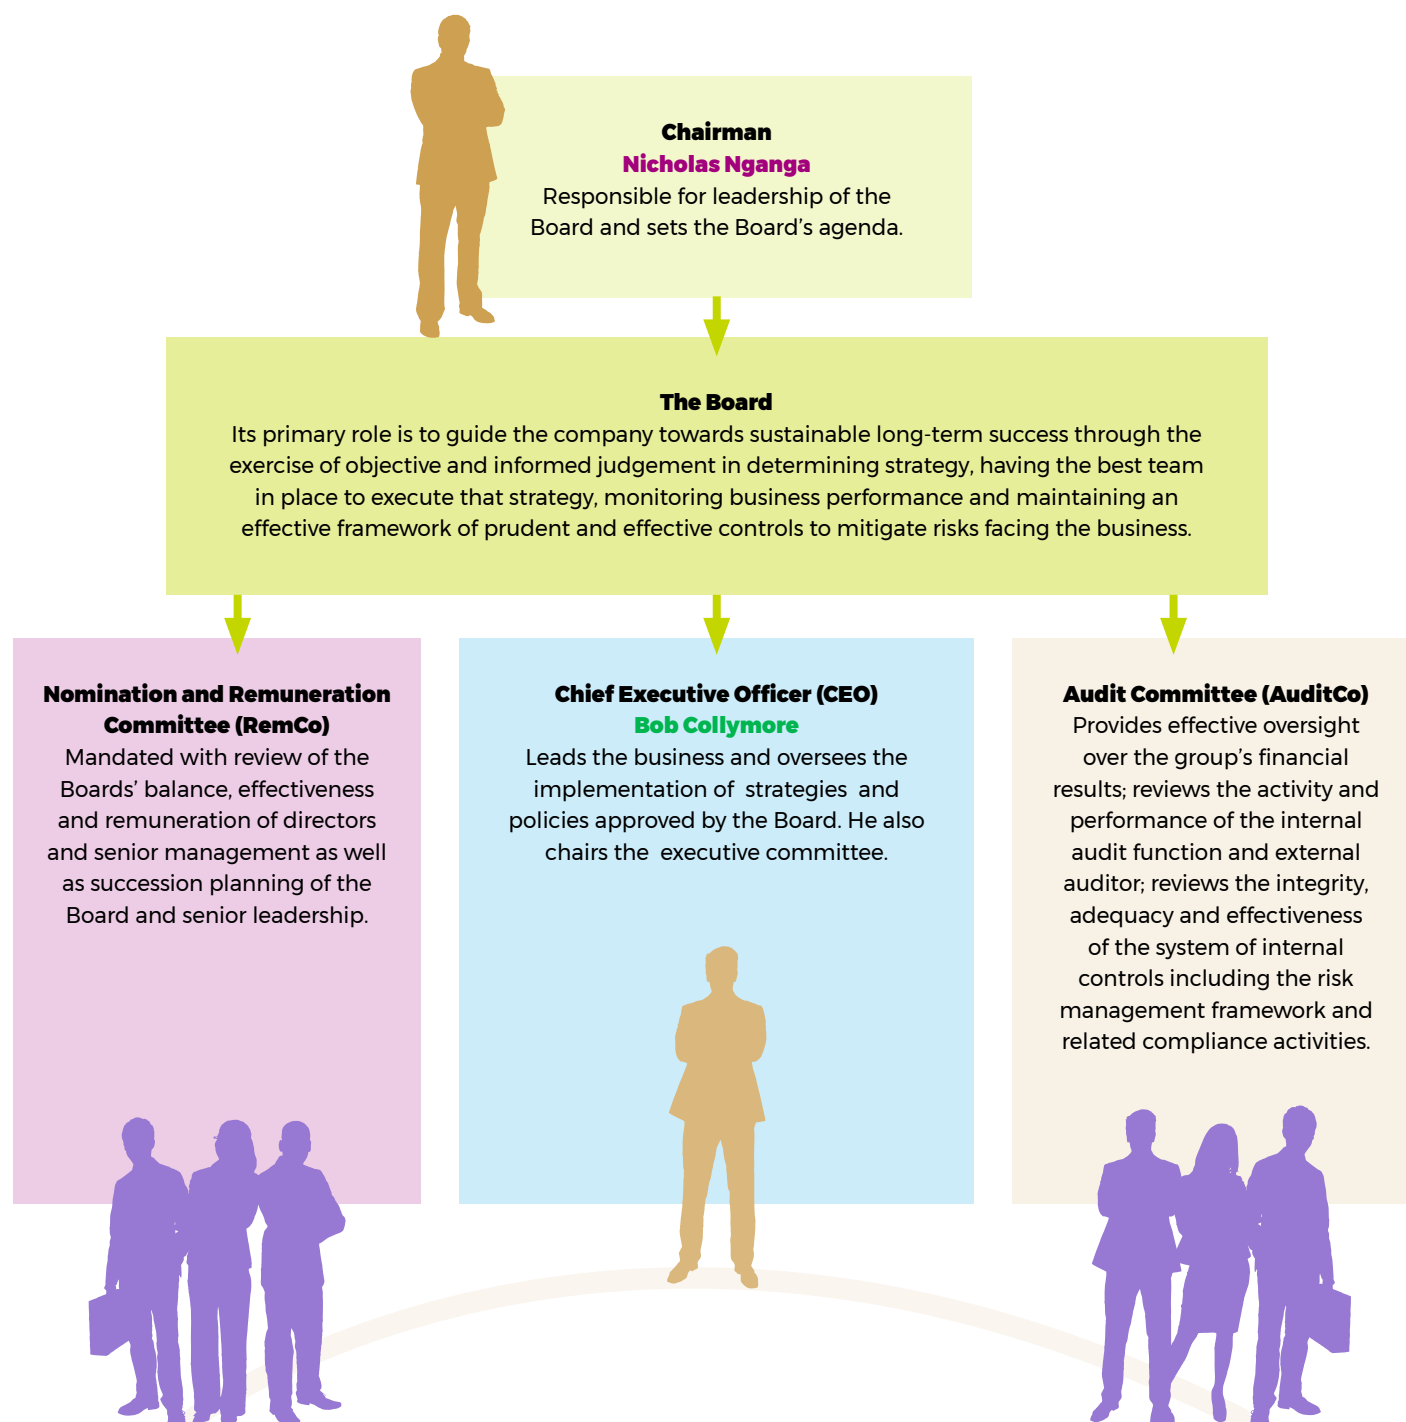 Chairman
Nicholas Nganga
Responsible for leadership of the
Board and sets the Board’s agenda.
The Board
Its primary role is to guide the company towards sustainable long-term success through the
exercise of objective and informed judgement in determining strategy, having the best team
in place to execute that strategy, monitoring business performance and maintaining an
effective framework of prudent and effective controls to mitigate risks facing the business.
Nomination and Remuneration
Committee (RemCo)
Mandated with review of the
Boards’ balance, effectiveness
and remuneration of directors
and senior management as well
as succession planning of the
Board and senior leadership.
Chief Executive Officer (CEO)
Bob Collymore
Leads the business and oversees the
implementation of strategies and
policies approved by the Board. He also
chairs the executive committee.
Audit Committee (AuditCo)
Provides effective oversight
over the group’s financial
results; reviews the activity and
performance of the internal
audit function and external
auditor; reviews the integrity,
adequacy and effectiveness
of the system of internal
controls including the risk
management framework and
related compliance activities.